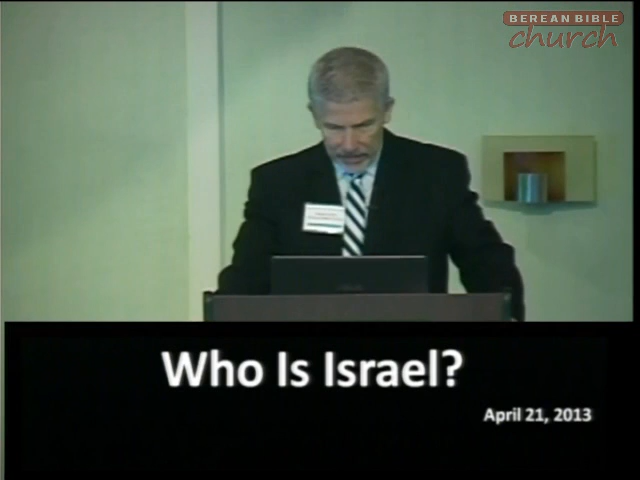 BEREAN BIBLE
church
Who Is Israel?
April 21, 2013